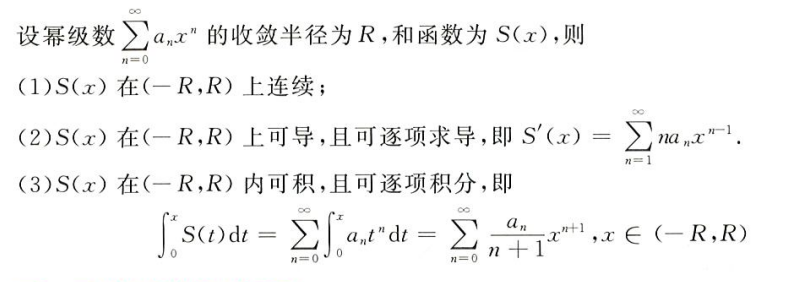 设幂级数 $\sum_{n=0}^{\infty} a_n x^n$ 的收敛半径为 R,和函数为 S(x),则
(1)S(x) 在(－R,R) 上连续;
(2)S(x) 在(－R,R) 上可导,且可逐项求导,即 $S'(x) = \sum_{n=1}^{\infty} na_n x^{n-1}$.
(3)S(x) 在(－R,R) 内可积,且可逐项积分,即
$\int_0^x S(t)dt = \sum_{n=0}^{\infty} \int_0^x a_n t^n dt = \sum_{n=0}^{\infty} \frac{a_n}{n+1} x^{n+1}, x \in (-R,R)$